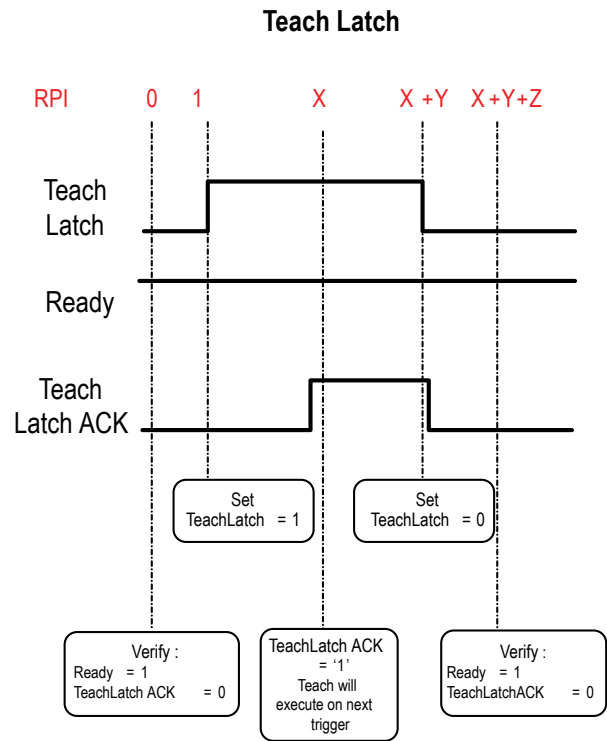 Teach Latch
RPI 0 1 X X +Y X +Y+Z
Teach
Latch
Ready
Teach
Latch ACK
Set
TeachLatch = 1
Set
TeachLatch = 0
Verify :
Ready = 1
TeachLatch ACK = 0
TeachLatch ACK
= ‘1’
Teach will
execute on next
trigger
Verify :
Ready = 1
TeachLatchACK = 0